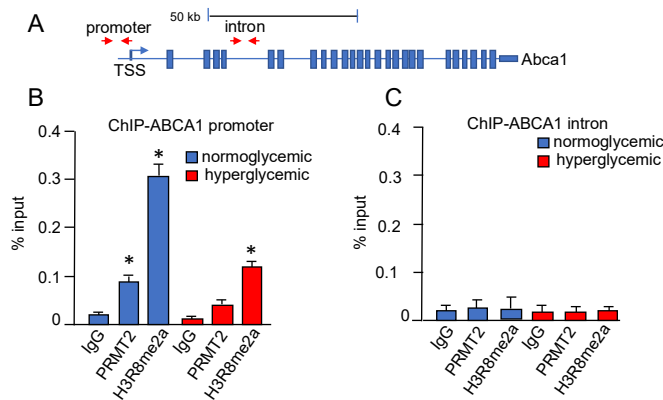 A
50 kb
promoter
intron
TSS
Abca1
B
ChIP-ABCA1 promoter
normoglycemic
hyperglycemic
% input
0.4
0.3
0.2
0.1
0
*
*
*
IgG
PRMT2
H3R8me2a
IgG
PRMT2
H3R8me2a
C
ChIP-ABCA1 intron
normoglycemic
hyperglycemic
% input
0.4
0.3
0.2
0.1
0
IgG
PRMT2
H3R8me2a
IgG
PRMT2
H3R8me2a